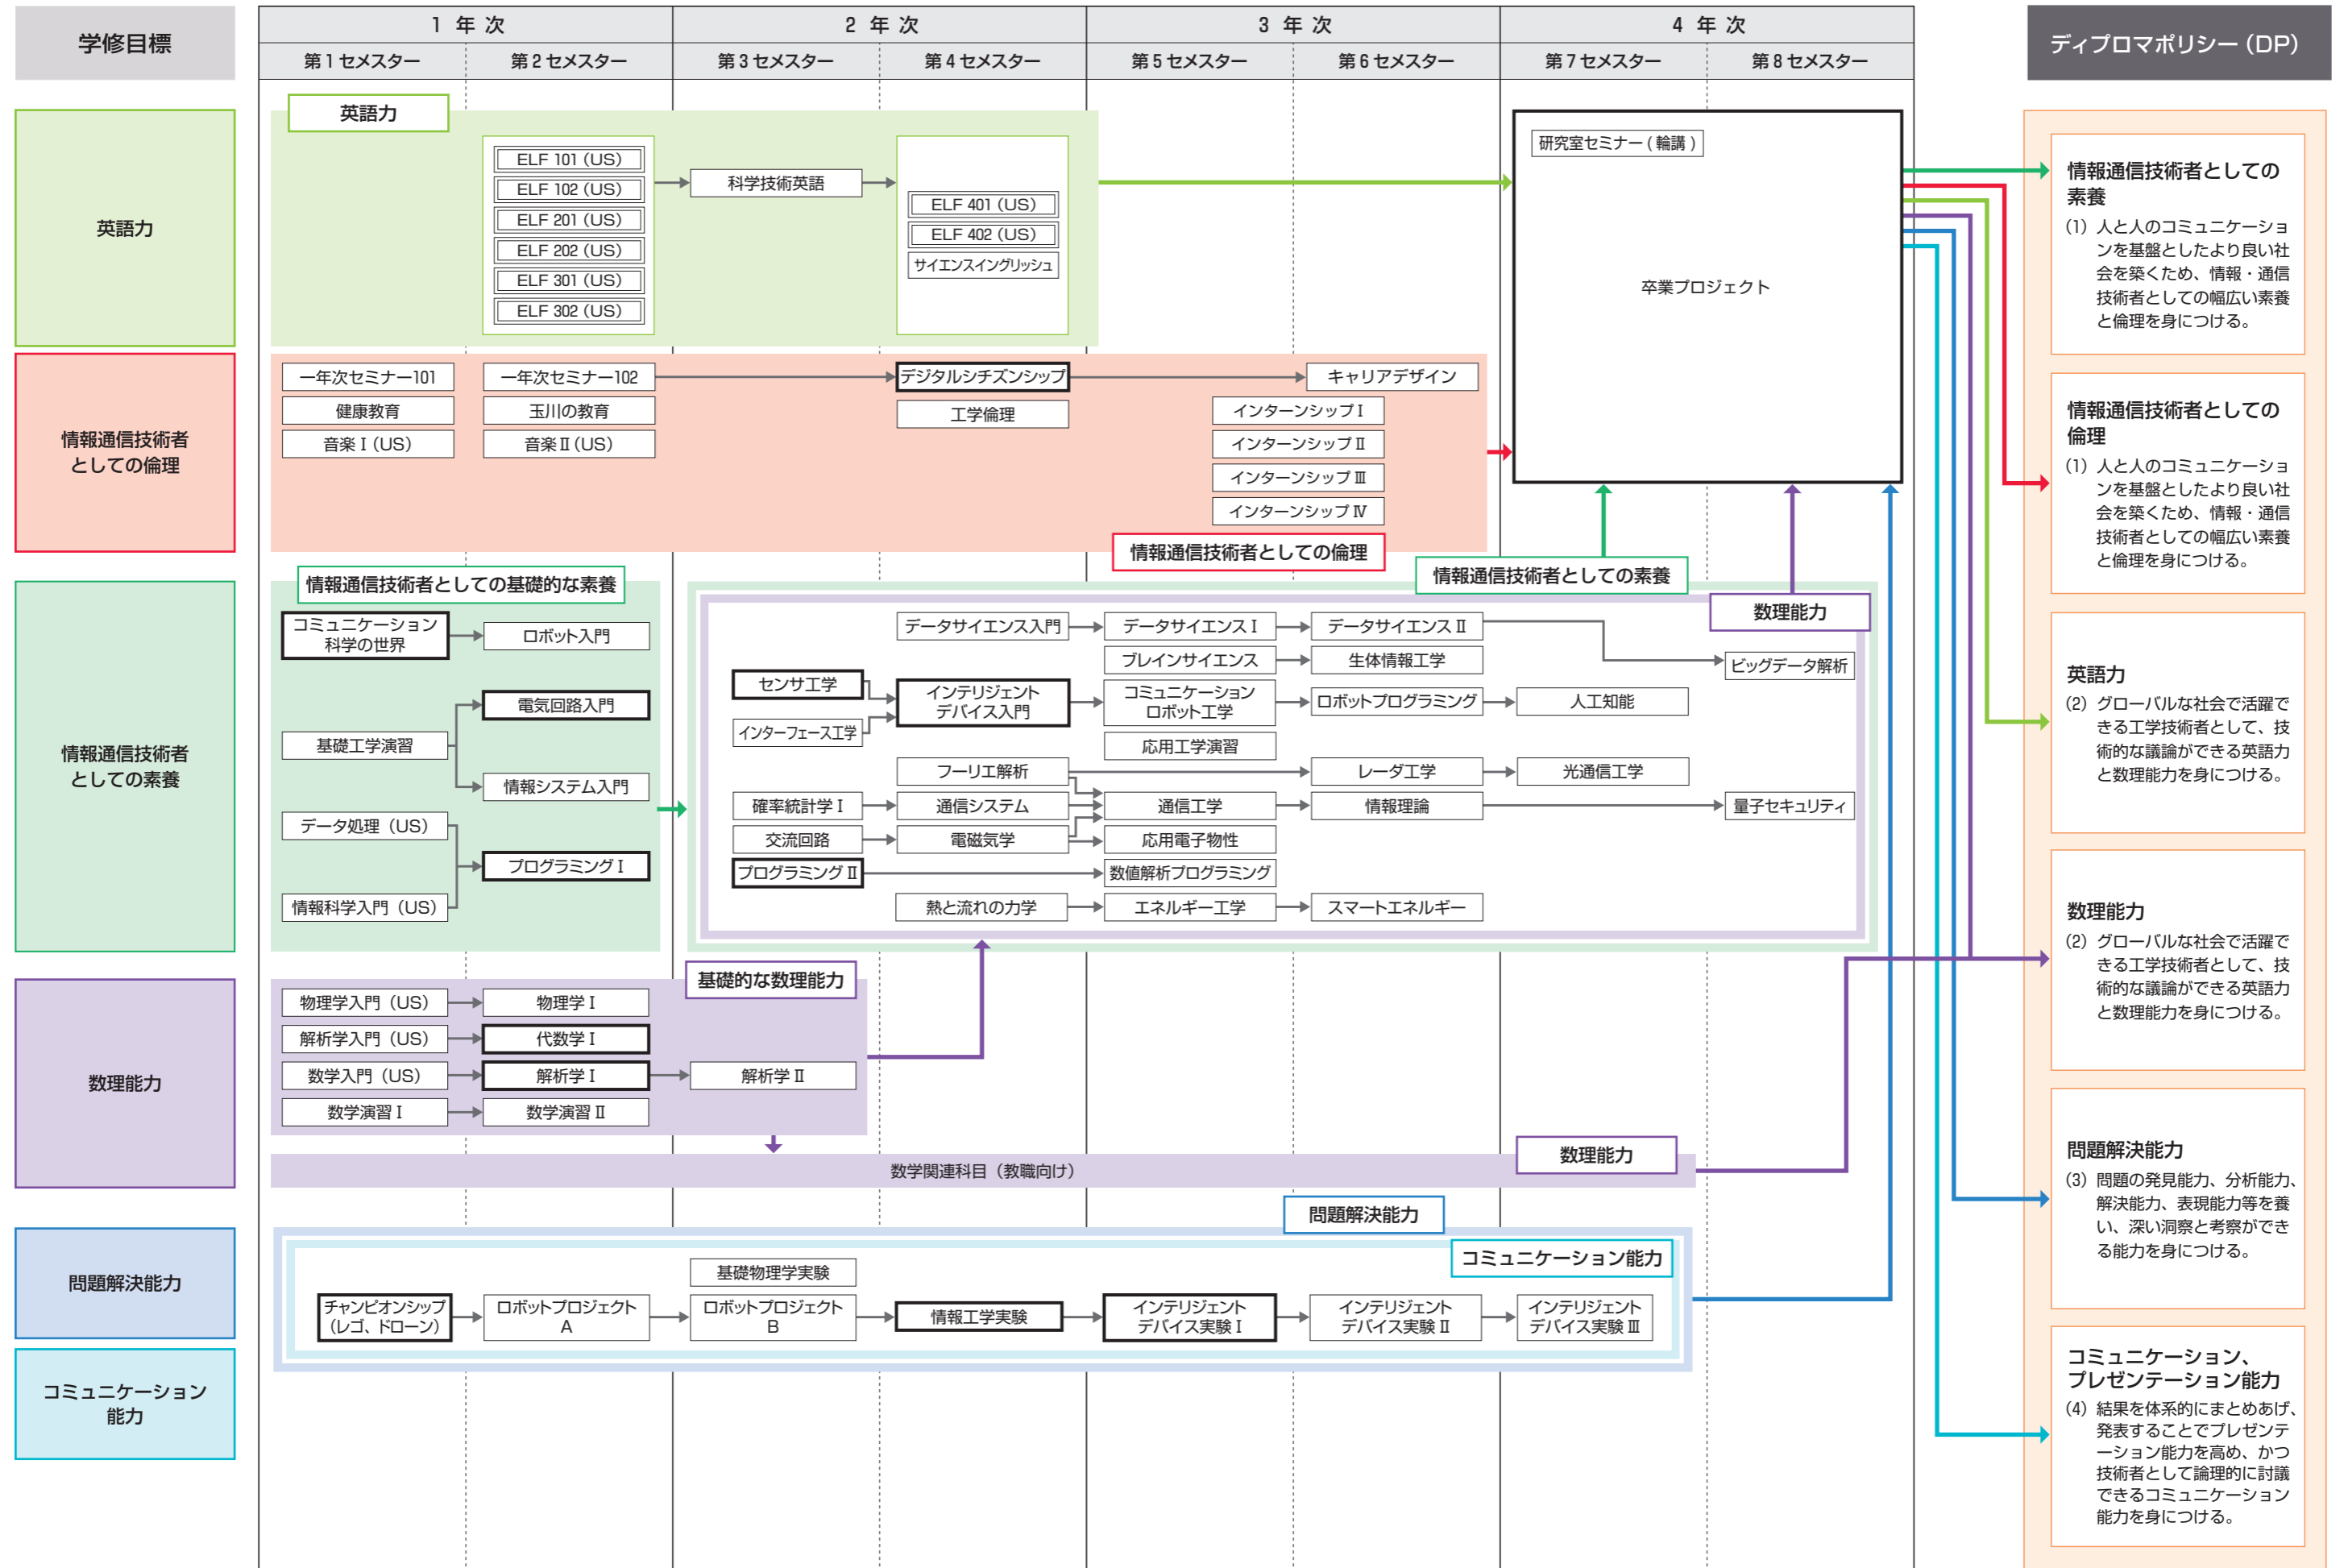 学修目標
1 年 次
2 年 次
3 年 次
4 年 次
第1セメスター
第2セメスター
第3セメスター
第4セメスター
第5セメスター
第6セメスター
第7セメスター
第8セメスター
ディプロマポリシー（DP）
英語力
英語力
ELF 101（US）
ELF 102（US）
ELF 201（US）
ELF 202（US）
ELF 301（US）
ELF 302（US）
科学技術英語
ELF 401（US）
ELF 402（US）
サイエンスイングリッシュ
研究室セミナー(輪講)
卒業プロジェクト
情報通信技術者
としての倫理
一年次セミナー101
一年次セミナー102
デジタルシチズンシップ
キャリアデザイン
健康教育
玉川の教育
工学倫理
インターンシップ I
音楽 I（US）
音楽 II（US）
インターンシップ II
インターンシップ III
インターンシップ IV
情報通信技術者としての倫理
情報通信技術者
としての素養
情報通信技術者としての基礎的な素養
情報通信技術者としての素養
数理能力
コミュニケーション
科学の世界
ロボット入門
電気回路入門
基礎工学演習
情報システム入門
データ処理（US）
プログラミング I
情報科学入門（US）
データサイエンス入門
データサイエンス I
データサイエンス II
ブレインサイエンス
生体情報工学
ビッグデータ解析
センサ工学
インテリジェント
デバイス入門
コミュニケーション
ロボット工学
ロボットプログラミング
人工知能
インターフェース工学
応用工学演習
フーリエ解析
レーダ工学
光通信工学
確率統計学 I
通信システム
通信工学
情報理論
量子セキュリティ
交流回路
電磁気学
応用電子物性
プログラミング II
数値解析プログラミング
熱と流れの力学
エネルギー工学
スマートエネルギー
数理能力
基礎的な数理能力
物理学入門（US）
物理学 I
解析学入門（US）
代数学 I
数学入門（US）
解析学 I
解析学 II
数学演習 I
数学演習 II
数学関連科目（教職向け）
数理能力
問題解決能力
コミュニケーション
能力
問題解決能力
コミュニケーション能力
基礎物理学実験
チャンピオンシップ
（レゴ、ドローン）
ロボットプロジェクト
A
ロボットプロジェクト
B
情報工学実験
インテリジェント
デバイス実験 I
インテリジェント
デバイス実験 II
インテリジェント
デバイス実験 III
情報通信技術者としての
素養
（1）人と人のコミュニケーショ
ンを基盤としたより良い社
会を築くため、情報・通信
技術者としての幅広い素養
と倫理を身につける。
情報通信技術者としての
倫理
（1）人と人のコミュニケーショ
ンを基盤としたより良い社
会を築くため、情報・通信
技術者としての幅広い素養
と倫理を身につける。
英語力
（2）グローバルな社会で活躍で
きる工学技術者として、技
術的な議論ができる英語力
と数理能力を身につける。
数理能力
（2）グローバルな社会で活躍で
きる工学技術者として、技
術的な議論ができる英語力
と数理能力を身につける。
問題解決能力
（3）問題の発見能力、分析能力、
解決能力、表現能力等を養
い、深い洞察と考察ができ
る能力を身につける。
コミュニケーション、
プレゼンテーション能力
（4）結果を体系的にまとめあげ、
発表することでプレゼンテ
ーション能力を高め、かつ
技術者として論理的に討議
できるコミュニケーション
能力を身につける。